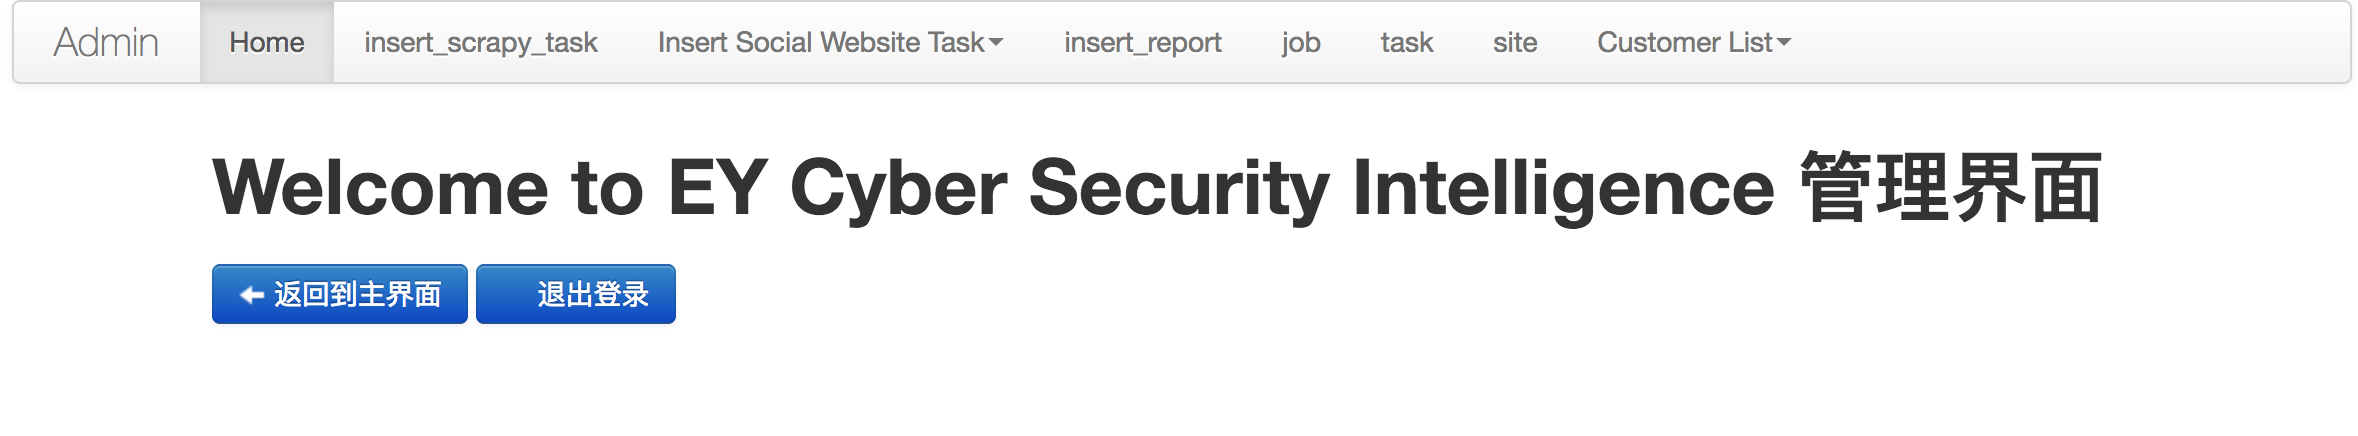 Admin Home insert_scrapy_task Insert Social Website Task insert_report job task site Customer List
Welcome to EY Cyber Security Intelligence 管理界面
返回到主界面 退出登录